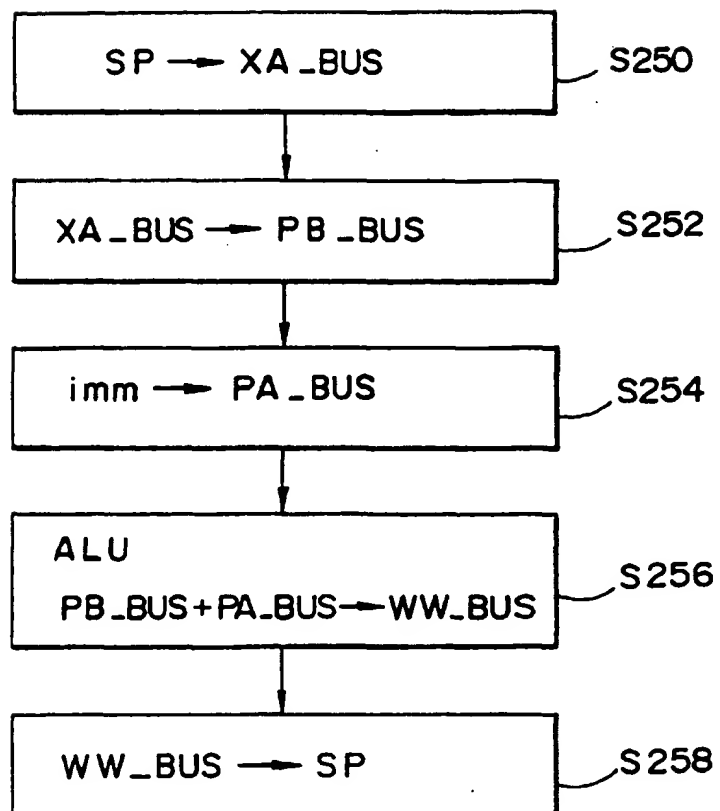 SP → XA_BUS
S250
XA_BUS → PB_BUS
S252
imm → PA_BUS
S254
ALU
PB_BUS+PA_BUS→WW_BUS
S256
WW_BUS → SP
S258